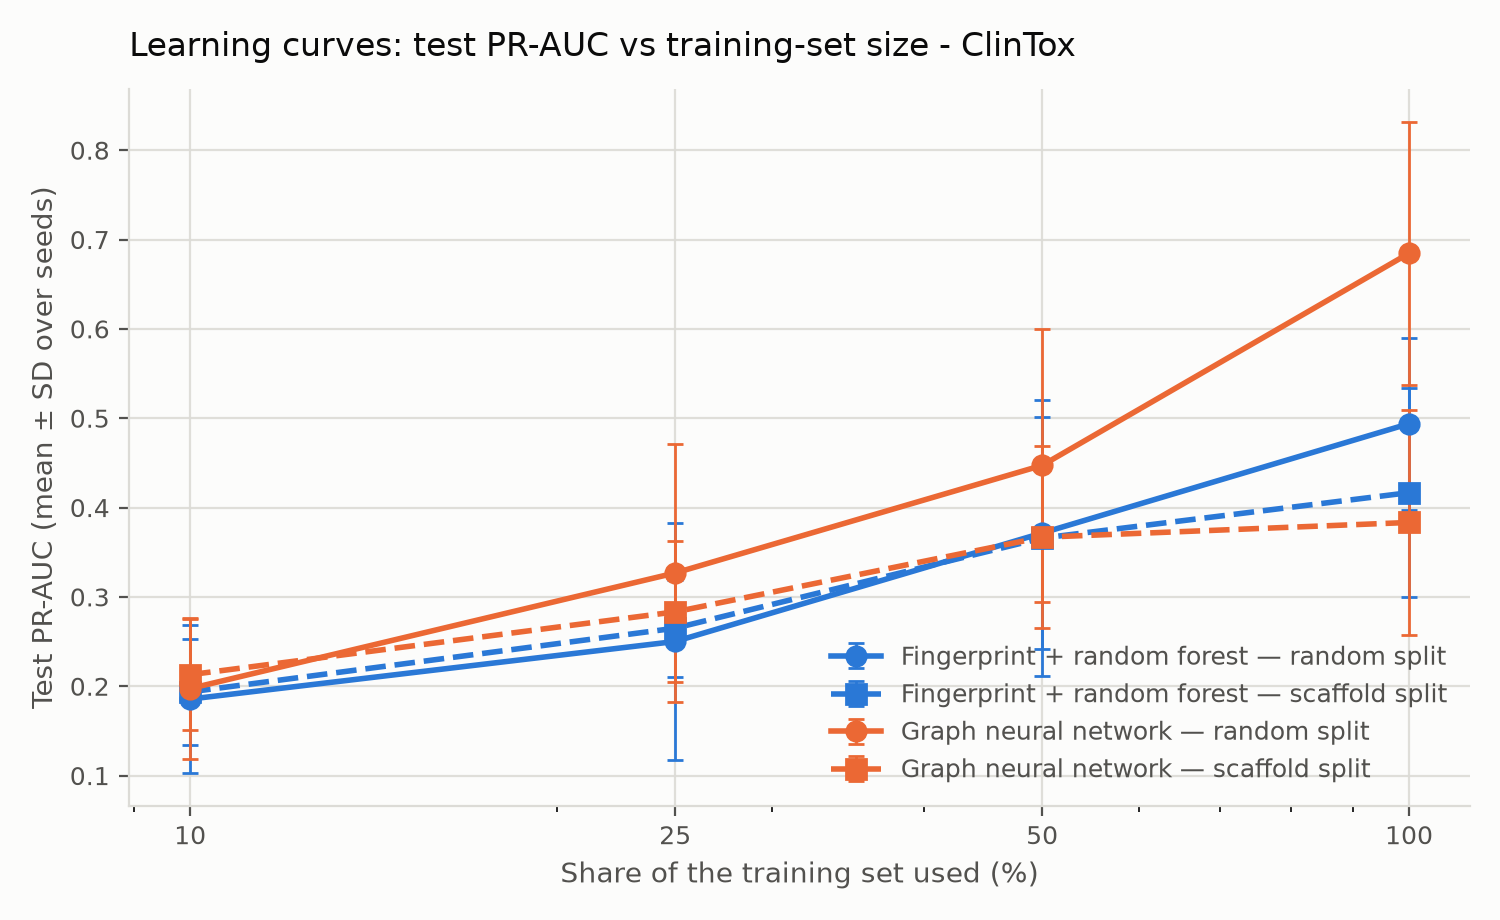 Learning curves: test PR-AUC vs training-set size - ClinTox
Test PR-AUC (mean ± SD over seeds)
0.8
0.7
0.6
0.5
0.4
0.3
0.2
0.1
Fingerprint + random forest — random split
Fingerprint + random forest — scaffold split
Graph neural network — random split
Graph neural network — scaffold split
10 25 50 100
Share of the training set used (%)